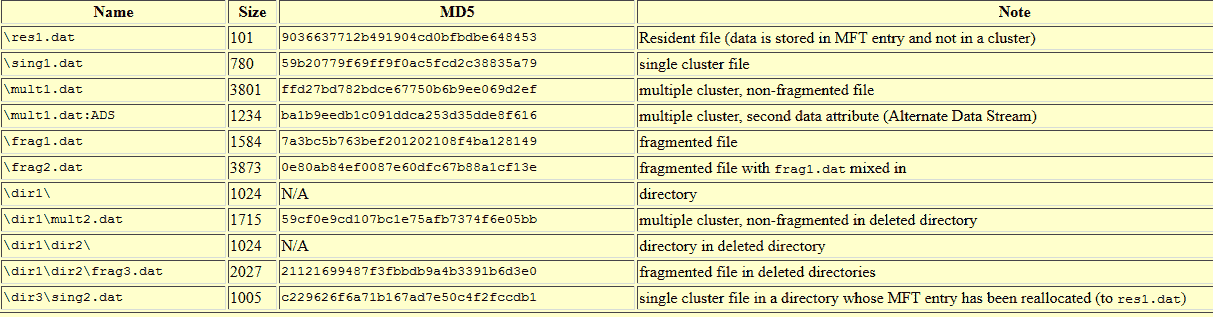 Name Size MD5 Note
\res1.dat 101 9036637712b491904cd0bfbdbe648453 Resident file (data is stored in MFT entry and not in a cluster)
\sing1.dat 780 59b20779f69ff9f0ac5fcd2c38835a79 single cluster file
\mult1.dat 3801 ffd27bd782bdce67750b6b9ee069d2ef multiple cluster, non-fragmented file
\mult1.dat:ADS 1234 ba1b9eedb1c091ddca253d35dde8f616 multiple cluster, second data attribute (Alternate Data Stream)
\frag1.dat 1584 7a3bc5b763bef201202108f4ba128149 fragmented file
\frag2.dat 3873 0e80ab84ef0087e60dfc67b88a1cf13e fragmented file with frag1.dat mixed in
\dir1\ 1024 N/A directory
\dir1\mult2.dat 1715 59cf0e9cd107bc1e75afb7374f6e05bb multiple cluster, non-fragmented in deleted directory
\dir1\dir2\ 1024 N/A directory in deleted directory
\dir1\dir2\frag3.dat 2027 21121699487f3fbbdb9a4b3391b6d3e0 fragmented file in deleted directories
\dir3\sing2.dat 1005 c229626f6a71b167ad7e50c4f2fccdb1 single cluster file in a directory whose MFT entry has been reallocated (to res1.dat)